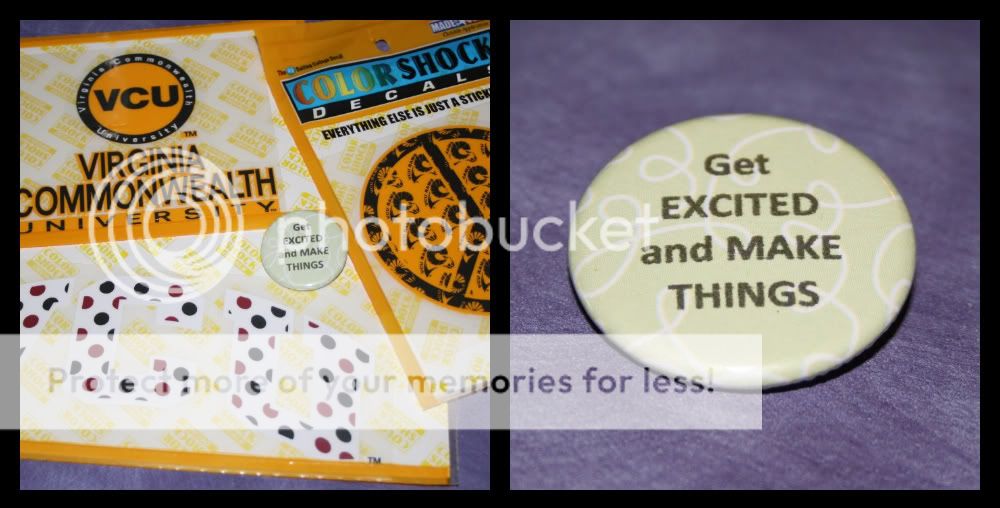 Virginia Commonwealth
VCU
University
TM
VIRGINIA
COMMONWEALTH
UNIVERSITY
COLOR SHOCK
DECALS
EVERYTHING ELSE IS JUST A STICK
Get
EXCITED
and MAKE
THINGS
TM
Get
EXCITED
and MAKE
THINGS
photobucket
Protect more of your memories for less!